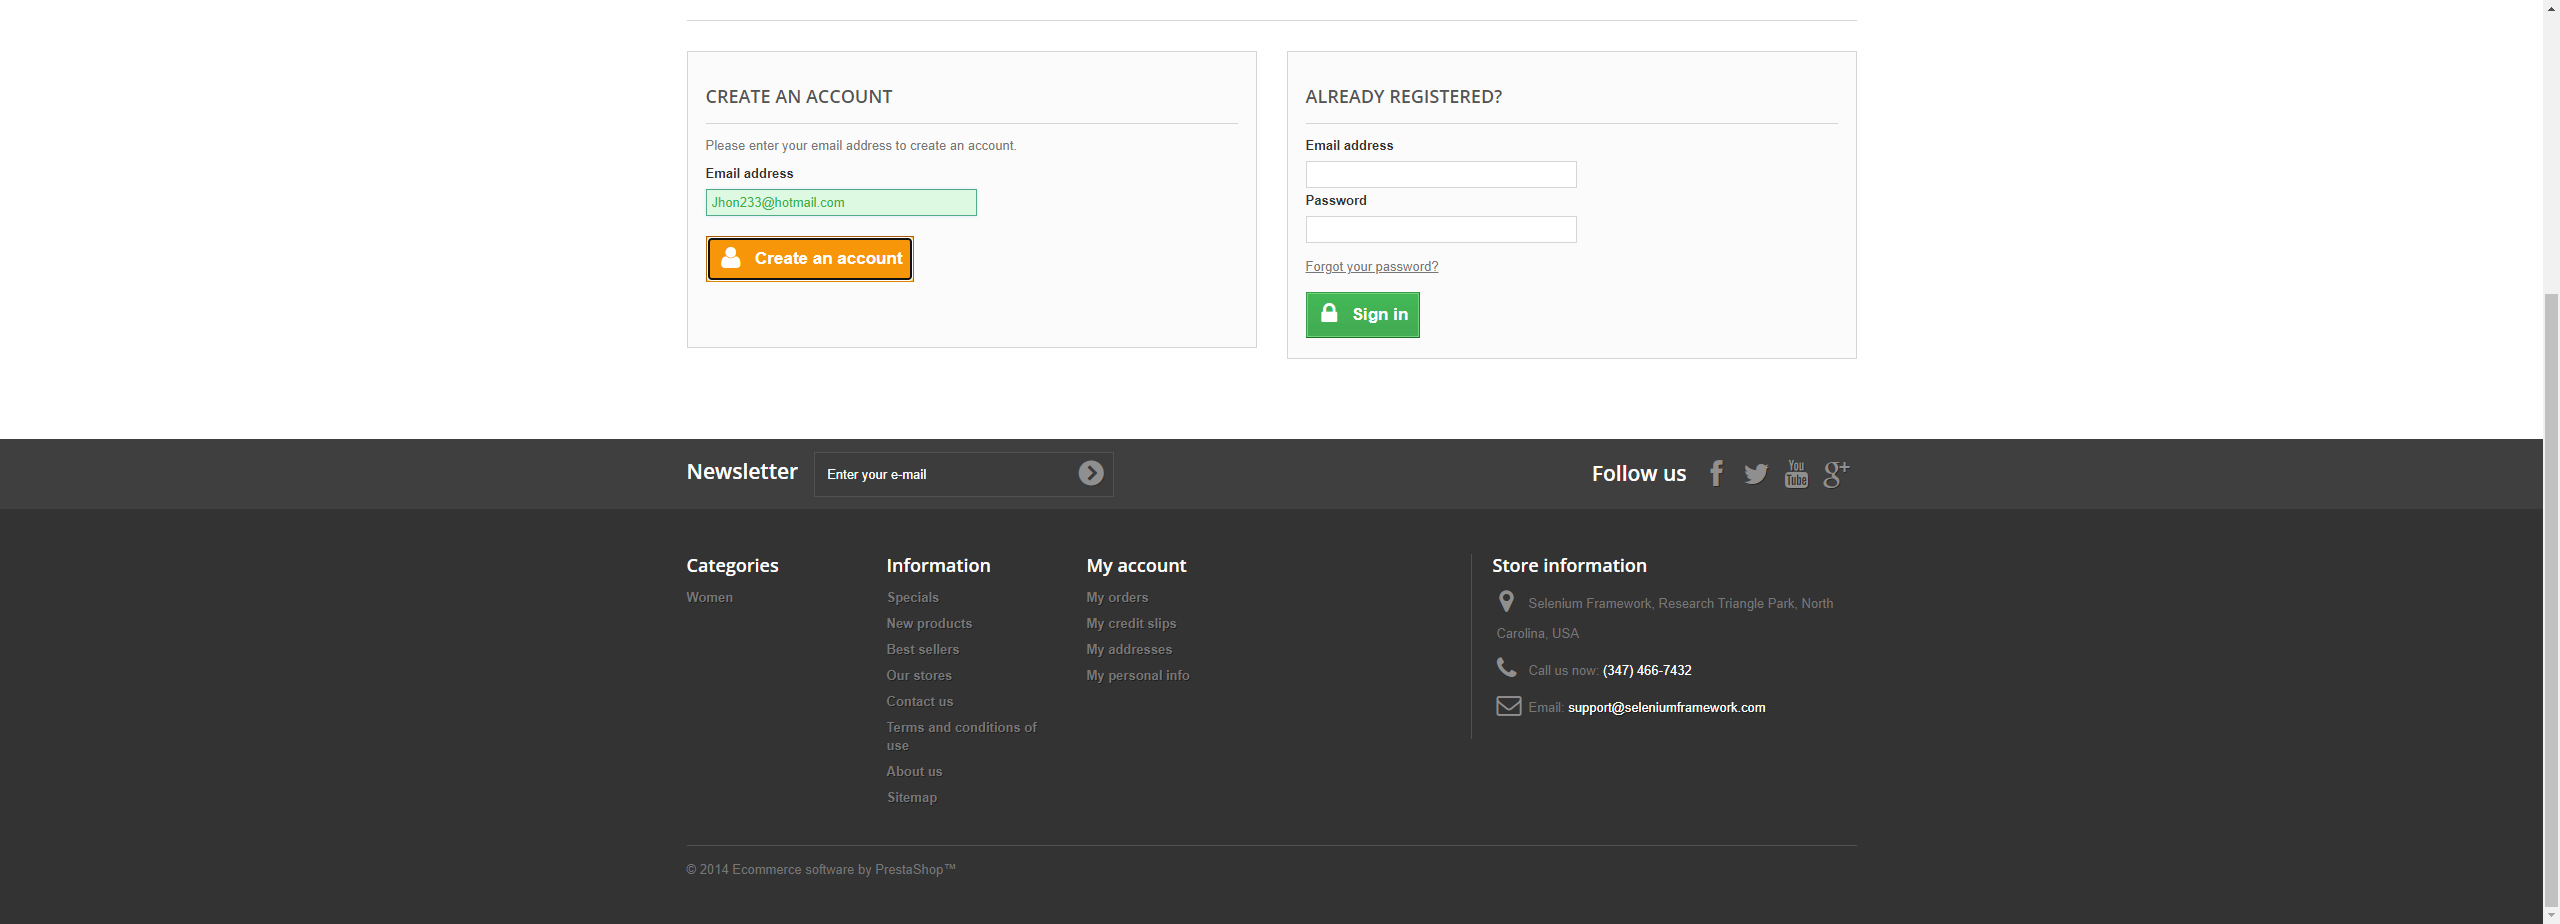 CREATE AN ACCOUNT
Please enter your email address to create an account.
Email address
Jhon233@hotmail.com
Create an account
ALREADY REGISTERED?
Email address
Password
Forgot your password?
Sign in
Newsletter
Enter your e-mail
Follow us
You
Tube
g+
Categories
Women
Information
Specials
New products
Best sellers
Our stores
Contact us
Terms and conditions of
use
About us
Sitemap
My account
My orders
My credit slips
My addresses
My personal info
Store information
Selenium Framework, Research Triangle Park, North
Carolina, USA
Call us now: (347) 466-7432
Email: support@seleniumframework.com
© 2014 Ecommerce software by PrestaShop™